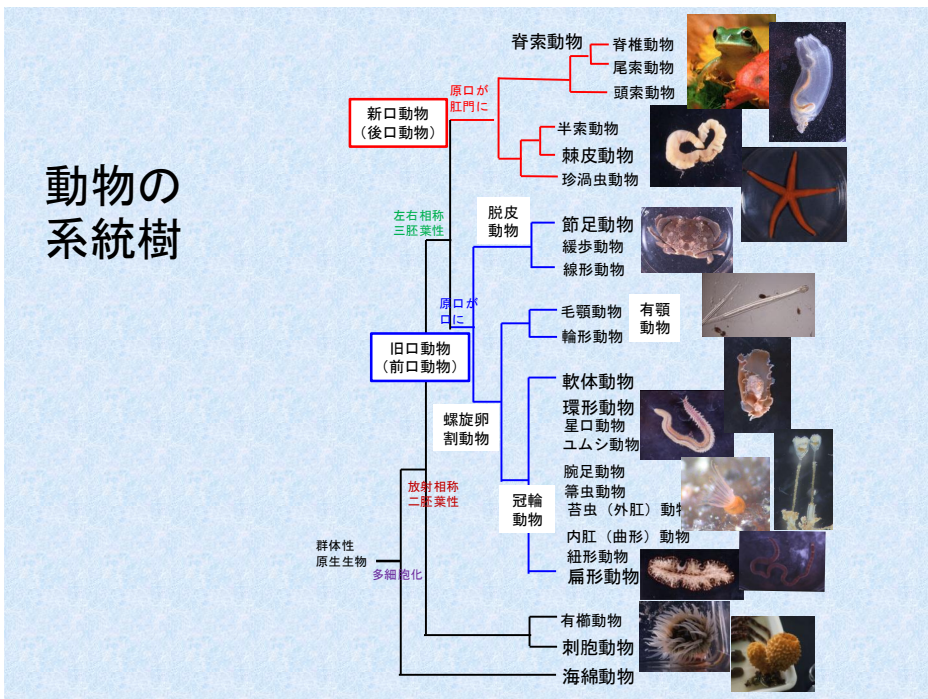 動物の
系統樹
脊索動物
脊椎動物
尾索動物
頭索動物
原口が
肛門に
新口動物
（後口動物）
半索動物
棘皮動物
珍渦虫動物
左右相称
三胚葉性
脱皮
動物
節足動物
緩歩動物
線形動物
原口が
口に
旧口動物
（前口動物）
毛顎動物
輪形動物
有顎
動物
螺旋卵
割動物
軟体動物
環形動物
星口動物
ユムシ動物
腕足動物
箒虫動物
苔虫（外肛）動物
冠輪
動物
内肛（曲形）動物
紐形動物
扁形動物
放射相称
二胚葉性
群体性
原生生物
多細胞化
有櫛動物
刺胞動物
海綿動物